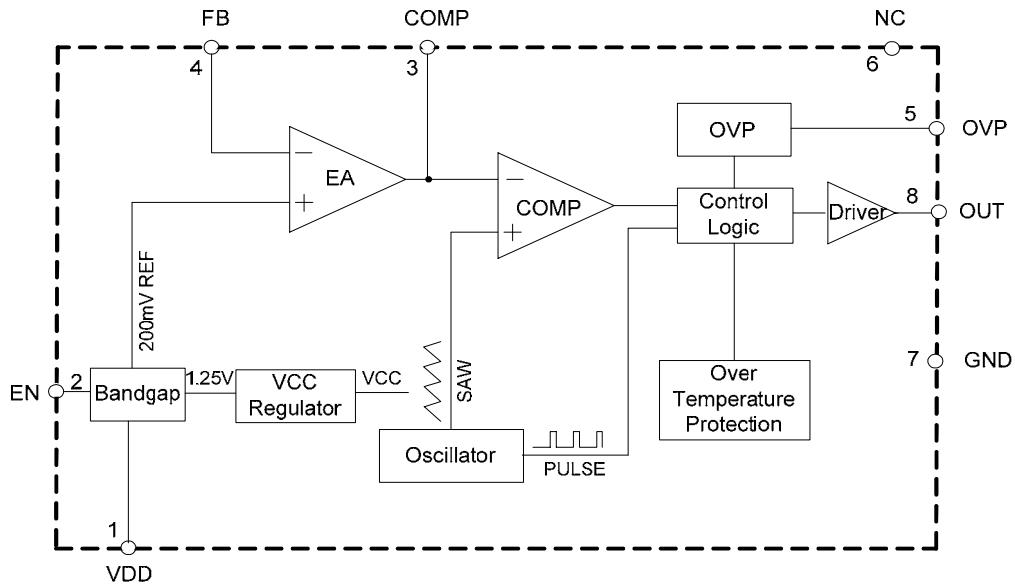 FB
COMP
NC
4
3
6
OVP
5
OVP
EA
COMP
Control
Logic
Driver
8
OUT
200mV REF
SAW
7
GND
EN
2
Bandgap
1.25V
VCC
Regulator
VCC
Over
Temperature
Protection
Oscillator
PULSE
1
VDD